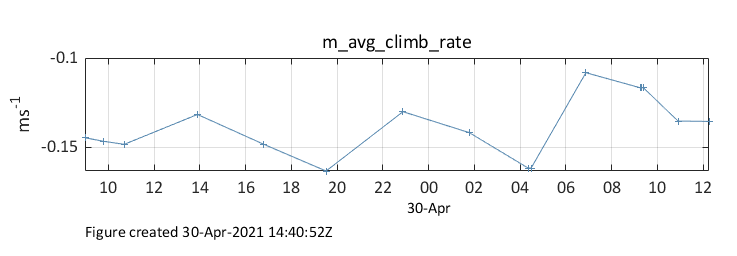 m_avg_climb_rate
-0.1
ms-1
-0.15
10 12 14 16 18 20 22 00 02 04 06 08 10 12
30-Apr
Figure created 30-Apr-2021 14:40:52Z